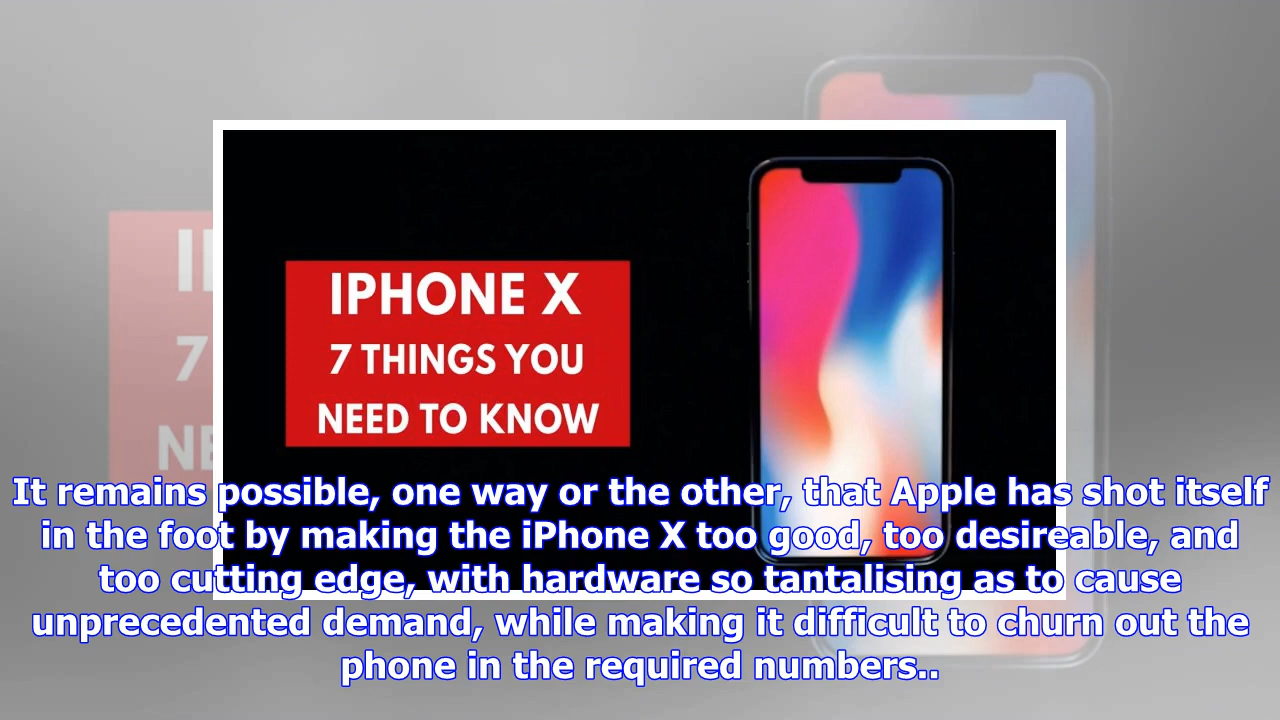 IPHONE X
7 THINGS YOU
NEED TO KNOW
It remains possible, one way or the other, that Apple has shot itself
in the foot by making the iPhone X too good, too desireable, and
too cutting edge, with hardware so tantalising as to cause
unprecedented demand, while making it difficult to churn out the
phone in the required numbers..